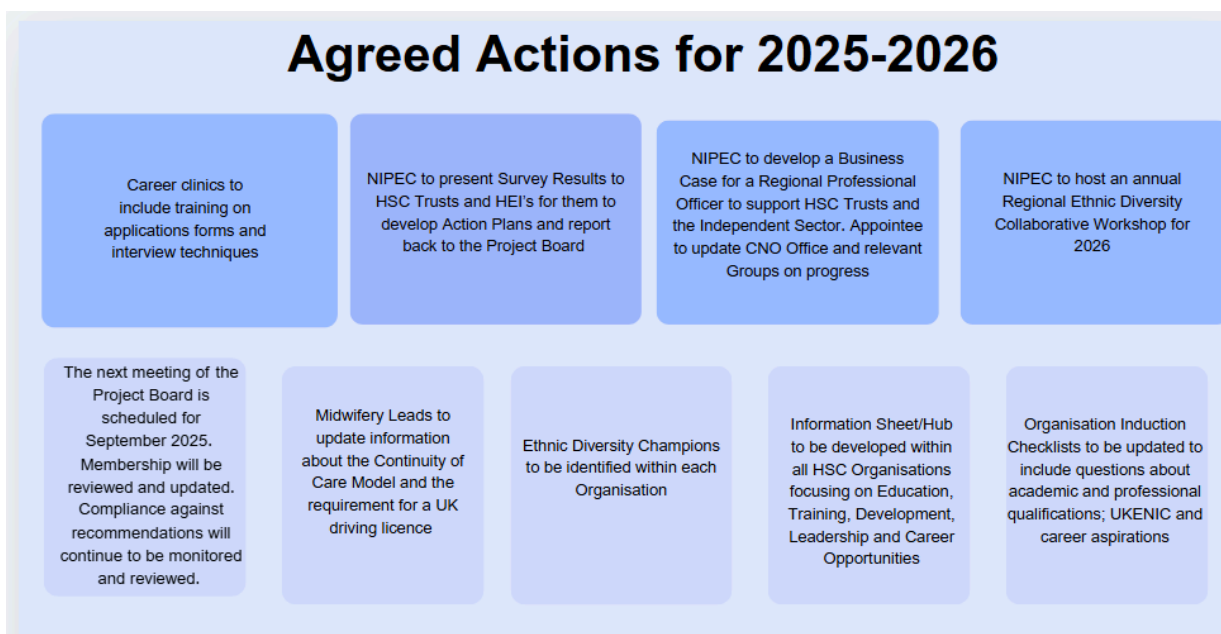 Agreed Actions for 2025-2026
Career clinics to
include training on
applications forms and
interview techniques
NIPEC to present Survey Results to
HSC Trusts and HEI's for them to
develop Action Plans and report
back to the Project Board
NIPEC to develop a Business
Case for a Regional Professional
Officer to support HSC Trusts and
the Independent Sector. Appointee
to update CNO Office and relevant
Groups on progress
NIPEC to host an annual
Regional Ethnic Diversity
Collaborative Workshop for
2026
The next meeting of the
Project Board is
scheduled for
September 2025.
Membership will be
reviewed and updated.
Compliance against
recommendations will
continue to be monitored
and reviewed.
Midwifery Leads to
update information
about the Continuity of
Care Model and the
requirement for a UK
driving licence
Ethnic Diversity Champions
to be identified within each
Organisation
Information Sheet/Hub
to be developed within
all HSC Organisations
focusing on Education,
Training, Development,
Leadership and Career
Opportunities
Organisation Induction
Checklists to be updated to
include questions about
academic and professional
qualifications; UKENIC and
career aspirations